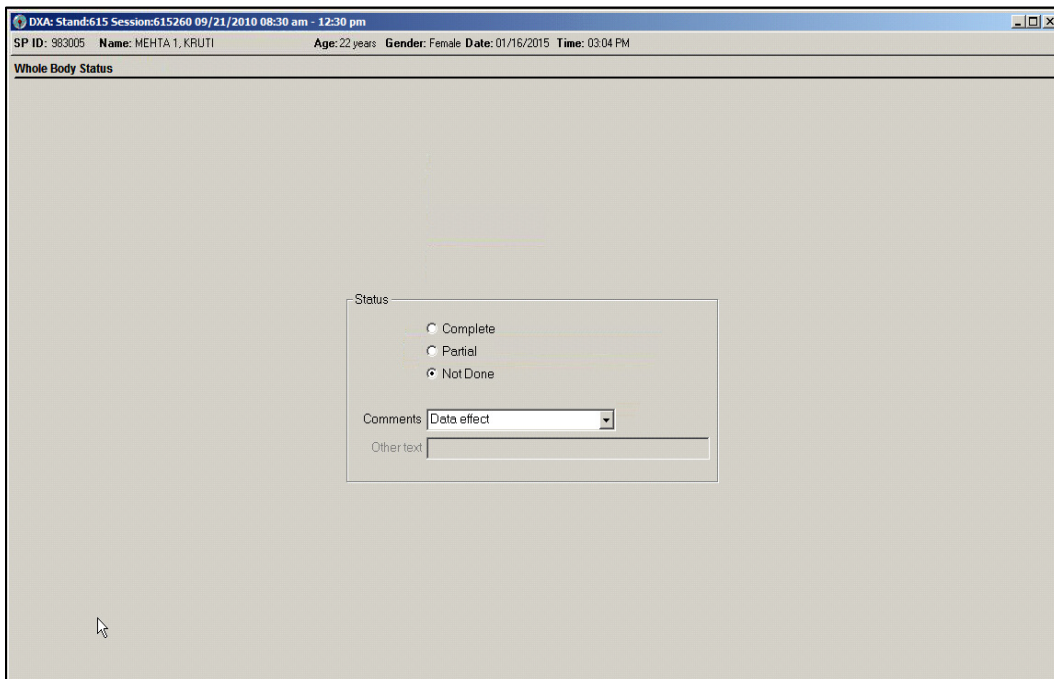 DXA: Stand:615 Session:615260 09/21/2010 08:30 am - 12:30 pm
SP ID: 983005 Name: MEHTA 1, KRUTI Age: 22 years Gender: Female Date: 01/16/2015 Time: 03:04 PM
Whole Body Status
Status
Complete
Partial
Not Done
Comments Data effect
Other text